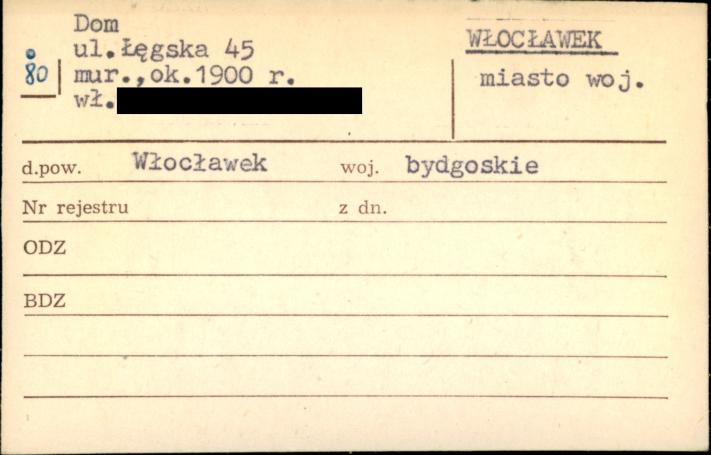 Dom
ul.Łęgska 45
80 mur.,ok.1900 r.
wł.
WŁOCŁAWEK
miasto woj.
d.pow. Włocławek woj. bydgoskie
Nr rejestru z dn.
ODZ
BDZ